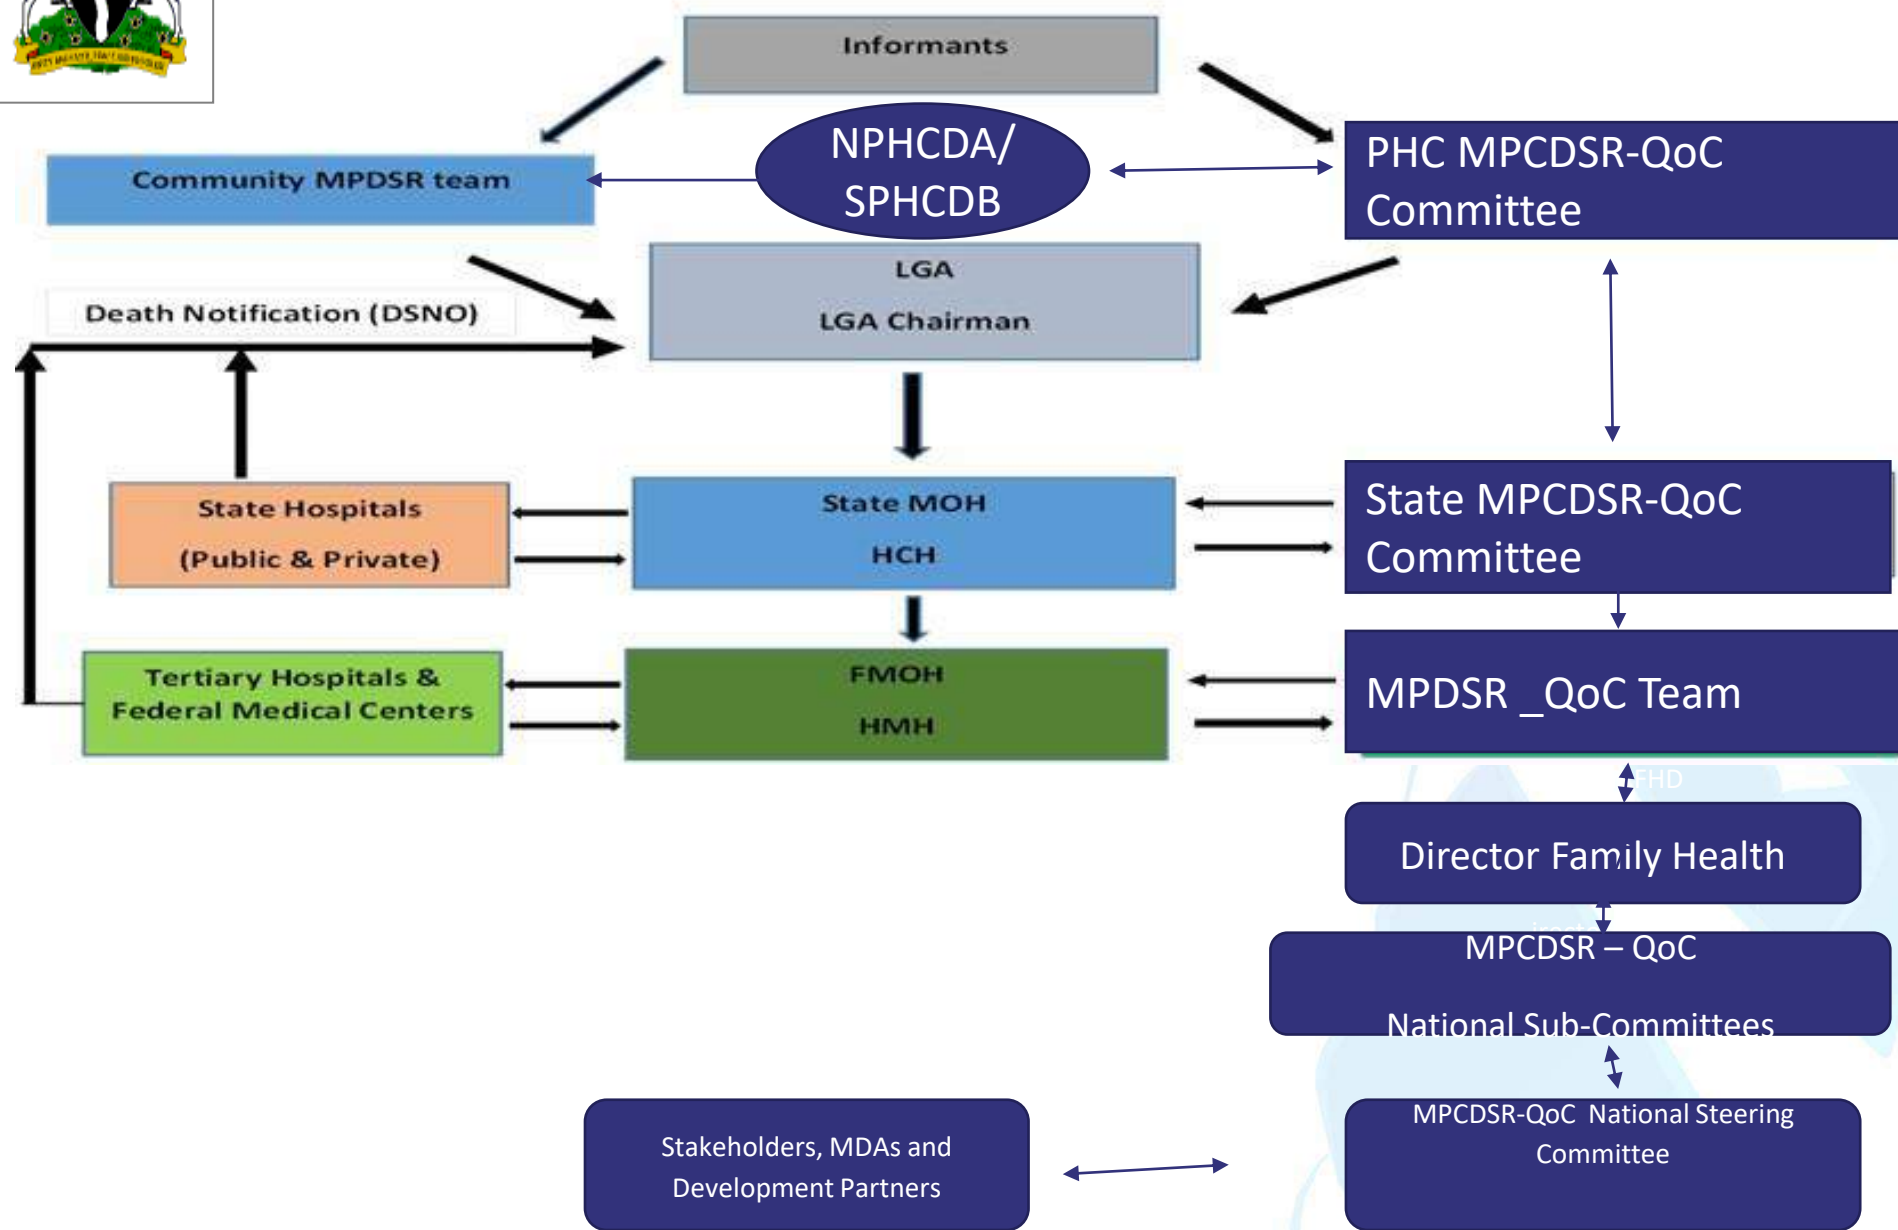 Informants
NPHCDA/
SPHCDB
Community MPDSR team
PHC MPCDSR-QoC
Committee
LGA
LGA Chairman
Death Notification (DSNO)
State Hospitals
(Public & Private)
State MOH
HCH
State MPCDSR-QoC
Committee
Tertiary Hospitals &
Federal Medical Centers
FMOH
HMH
MPDSR _QoC Team
FHD
Director Family Health
MPCDSR – QoC
National Sub-Committees
MPCDSR-QoC National Steering
Committee
Stakeholders, MDAs and
Development Partners